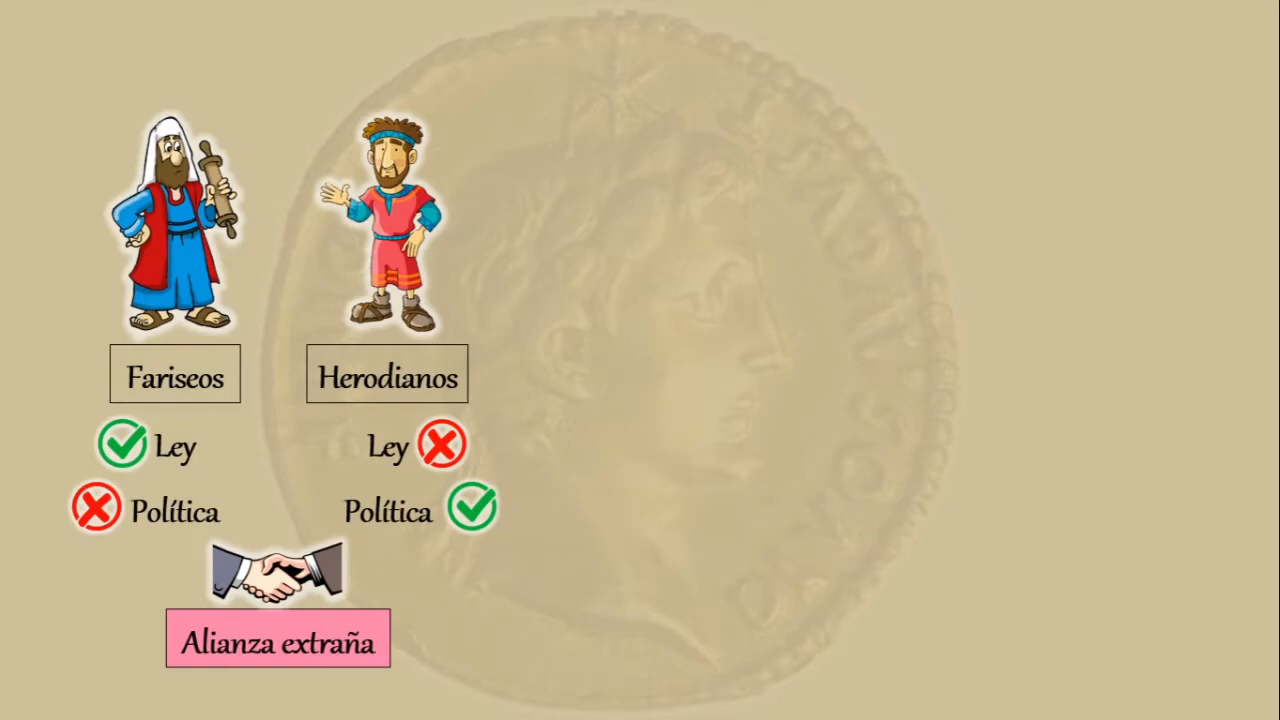 Fariseos
Herodianos
Ley
Ley
Política
Política
Alianza extraña